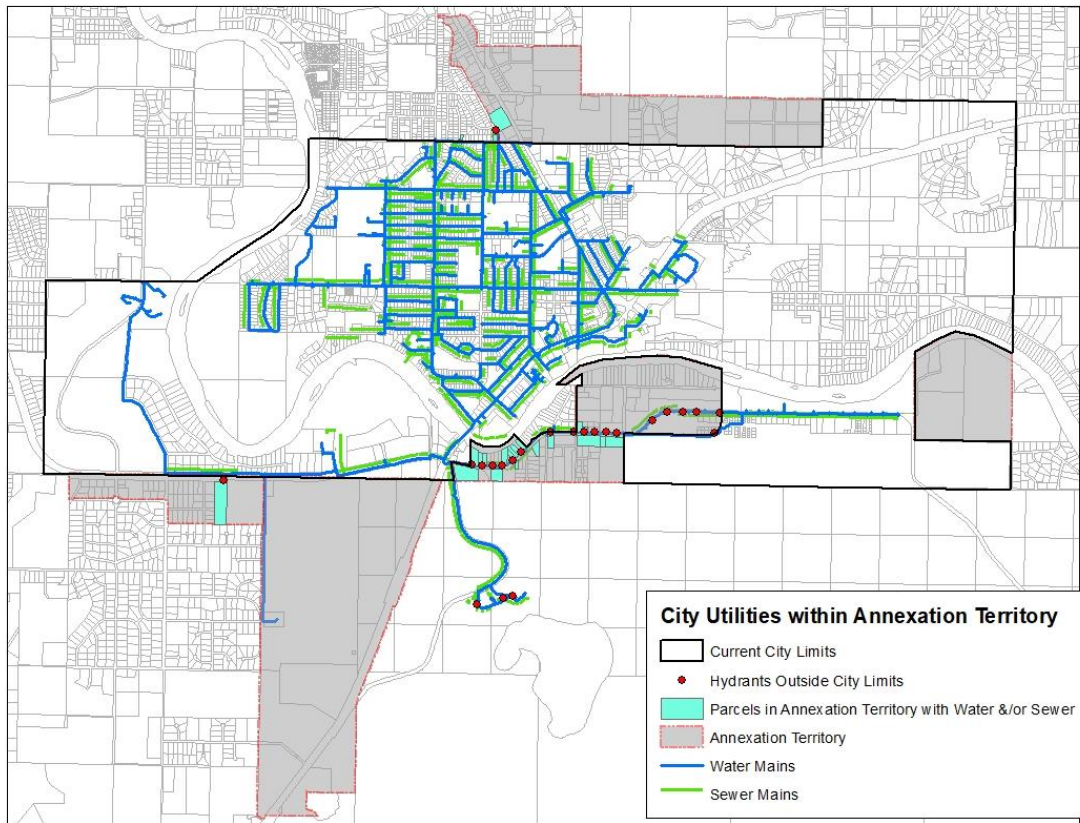 City Utilities within Annexation Territory
Current City Limits
Hydrants Outside City Limits
Parcels in Annexation Territory with Water &/or Sewer
Annexation Territory
Water Mains
Sewer Mains